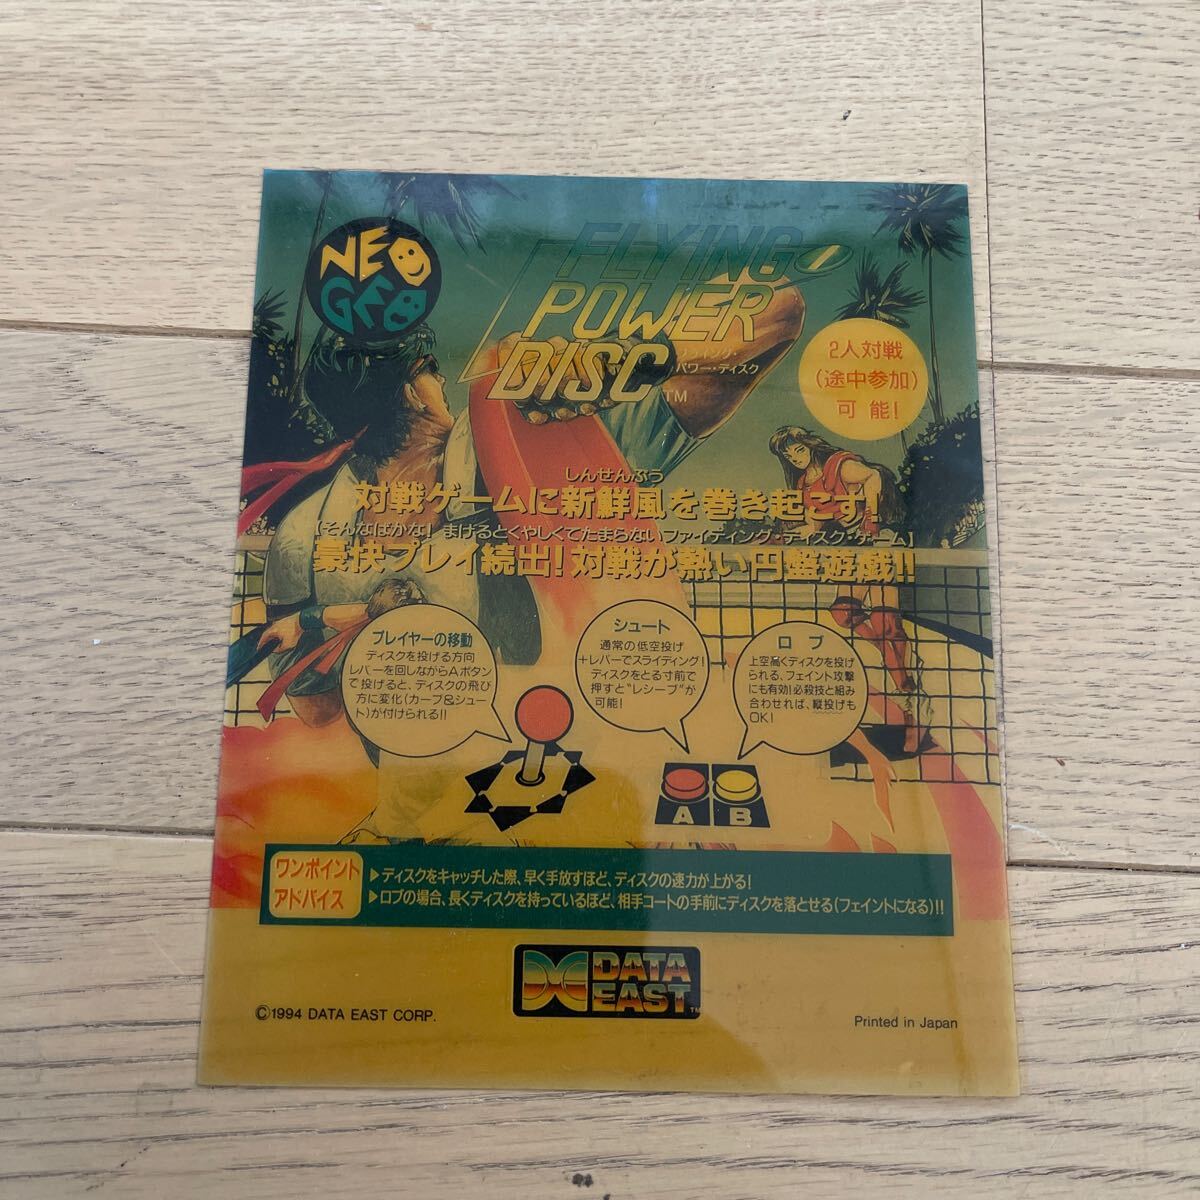 NEO
GEO
TM
FLYING
POWER
DISC
TM
フライング・
パワー・ディスク
2人対戦
(途中参加)
可能!
しんせんぷう
対戦ゲームに新鮮風を巻き起こす!
【そんなばかな! まけるとくやしくてたまらないファイティング・ディスク・ゲーム】
豪快プレイ続出! 対戦が熱い円盤遊戯!!
プレイヤーの移動
ディスクを投げる方向
レバーを回しながらAボタン
で投げると、ディスクの飛び
方に変化(カーブ&シュー
ト)が付けられる!!
シュート
通常の低空投げ
+レバーでスライディング!
ディスクをとる寸前で
押すと"レシーブ"が
可能!
ロブ
上空高くディスクを投げ
られる、フェイント攻撃
にも有効!必殺技と組み
合わせれば、縦投げも
OK!
A B
ワンポイント
アドバイス
▶ディスクをキャッチした際、早く手放すほど、ディスクの速力が上がる!
▶ロブの場合、長くディスクを持っているほど、相手コートの手前にディスクを落とせる(フェイントになる)!!
DATA
EAST
TM
©1994 DATA EAST CORP.
Printed in Japan